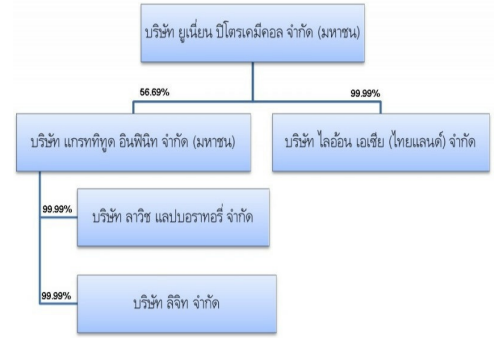 บริษัท ยูเนี่ยน ปิโตรเคมีคอล จำกัด (มหาชน)
56.69%
99.99%
บริษัท แกรททิทูด อินฟินิท จำกัด (มหาชน)
บริษัท ไลอ้อน เอเชีย (ไทยแลนด์) จำกัด
99.99%
บริษัท ลาวิช แลปบอราทอรี่ จำกัด
99.99%
บริษัท ลิจิท จำกัด